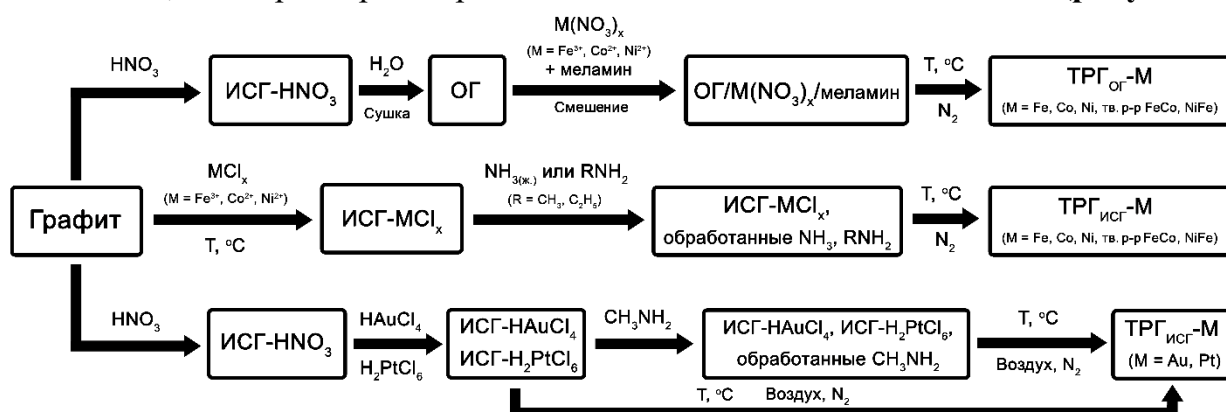 M(NO₃)ₓ
(M = Fe³⁺, Co²⁺, Ni²⁺)
+ меламин
Смешение
HNO₃
ИСГ-HNO₃
H₂O
Сушка
ОГ
ОГ/M(NO₃)ₓ/меламин
T, °C
N₂
ТРГ_ОГ-М
(M = Fe, Co, Ni, тв. р-р FeCo, NiFe)
Графит
MClₓ
(M = Fe³⁺, Co²⁺, Ni²⁺)
T, °C
ИСГ-MClₓ
NH₃(ж.) или RNH₂
(R = CH₃, C₂H₅)
ИСГ-MClₓ,
обработанные NH₃, RNH₂
T, °C
N₂
ТРГ_ИСГ-М
(M = Fe, Co, Ni, тв. р-р FeCo, NiFe)
HNO₃
ИСГ-HNO₃
HAuCl₄
H₂PtCl₆
ИСГ-HAuCl₄
ИСГ-H₂PtCl₆
CH₃NH₂
ИСГ-HAuCl₄, ИСГ-H₂PtCl₆,
обработанные CH₃NH₂
T, °C
Воздух, N₂
ТРГ_ИСГ-М
(M = Au, Pt)
T, °C Воздух, N₂